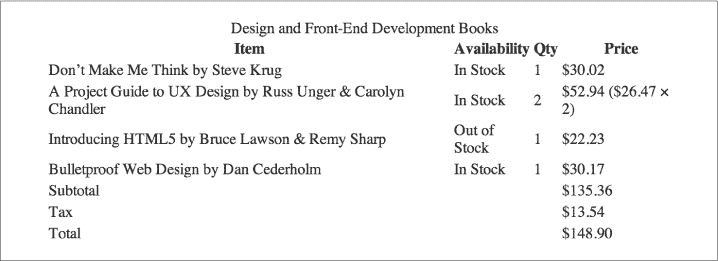 Design and Front-End Development Books
Item Availability Qty Price
Don’t Make Me Think by Steve Krug In Stock 1 $30.02
A Project Guide to UX Design by Russ Unger & Carolyn
Chandler In Stock 2 $52.94 ($26.47 ×
2)
Introducing HTML5 by Bruce Lawson & Remy Sharp Out of
Stock 1 $22.23
Bulletproof Web Design by Dan Cederholm In Stock 1 $30.17
Subtotal $135.36
Tax $13.54
Total $148.90